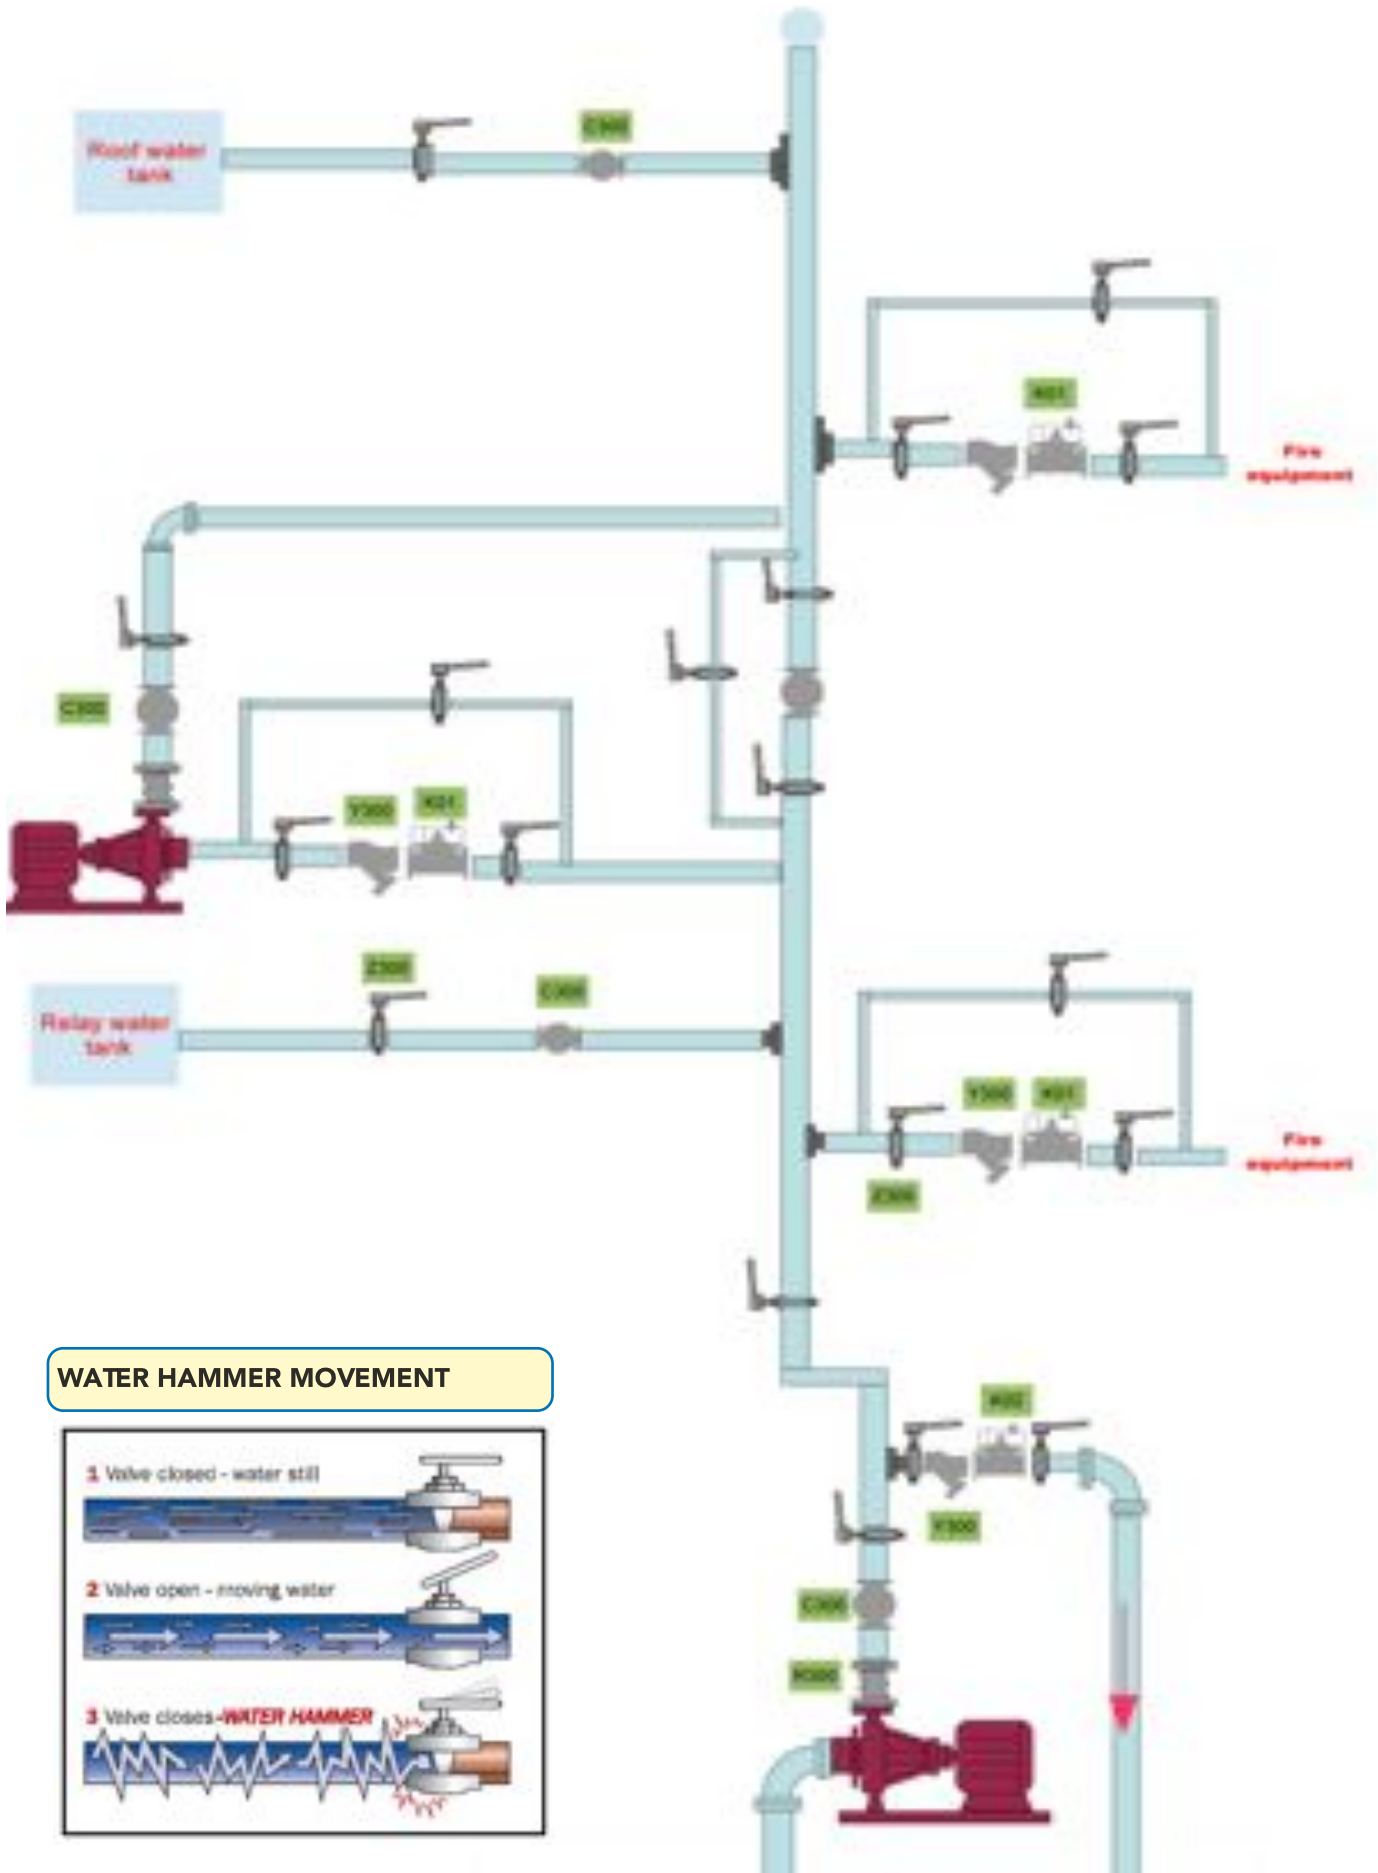 C300
Roof water
tank
K01
Fire
equipment
C300
Y300
K01
Z300
C300
Relay water
tank
Y300
K01
Fire
equipment
Z300
WATER HAMMER MOVEMENT
K02
1 Valve closed - water still
Y300
2 Valve open - moving water
C300
R300
3 Valve closes-WATER HAMMER